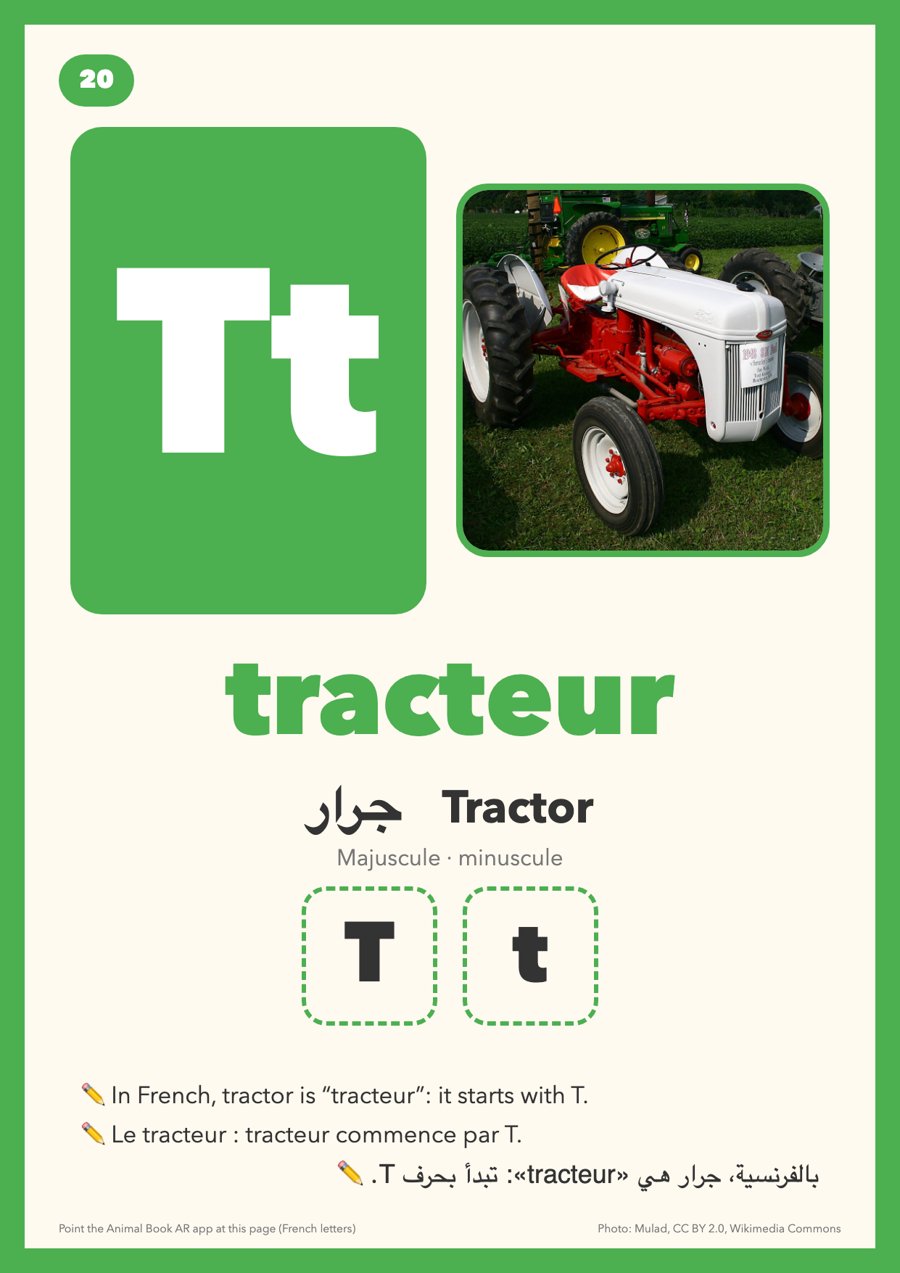 20
Tt
tracteur
جرار Tractor
Majuscule · minuscule
T t
✏️ In French, tractor is “tracteur”: it starts with T.
✏️ Le tracteur : tracteur commence par T.
بالفرنسية، جرار هي «tracteur»: تبدأ بحرف T. ✏️
Point the Animal Book AR app at this page (French letters)
Photo: Mulad, CC BY 2.0, Wikimedia Commons